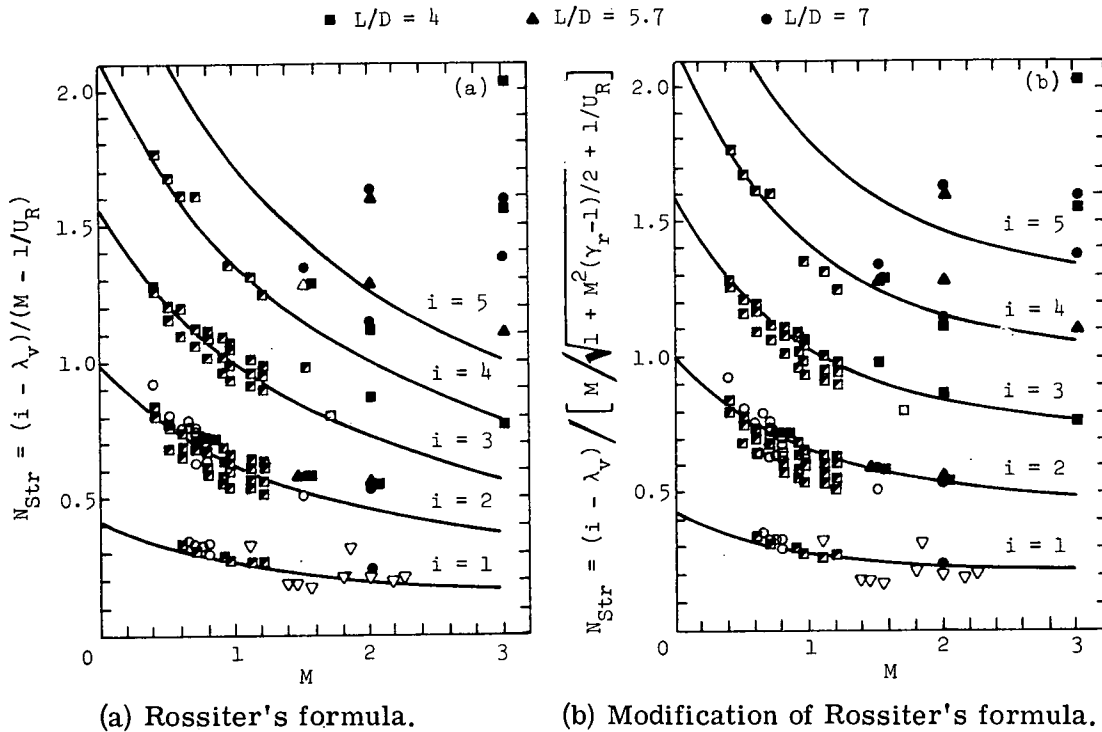 ■ L/D = 4 ▲ L/D = 5.7 ● L/D = 7
(a)
2.0
1.5
1.0
0.5
0 1 2 3
M
N_Str = (i - λ_v)/(M - 1/U_R)
i = 5
i = 4
i = 3
i = 2
i = 1
(a) Rossiter's formula.
(b)
2.0
1.5
1.0
0.5
0
0 1 2 3
M
N_Str = (i - λ_v)/[M/√1 + M²(γ_r-1)/2 + 1/U_R]
i = 5
i = 4
i = 3
i = 2
i = 1
(b) Modification of Rossiter's formula.